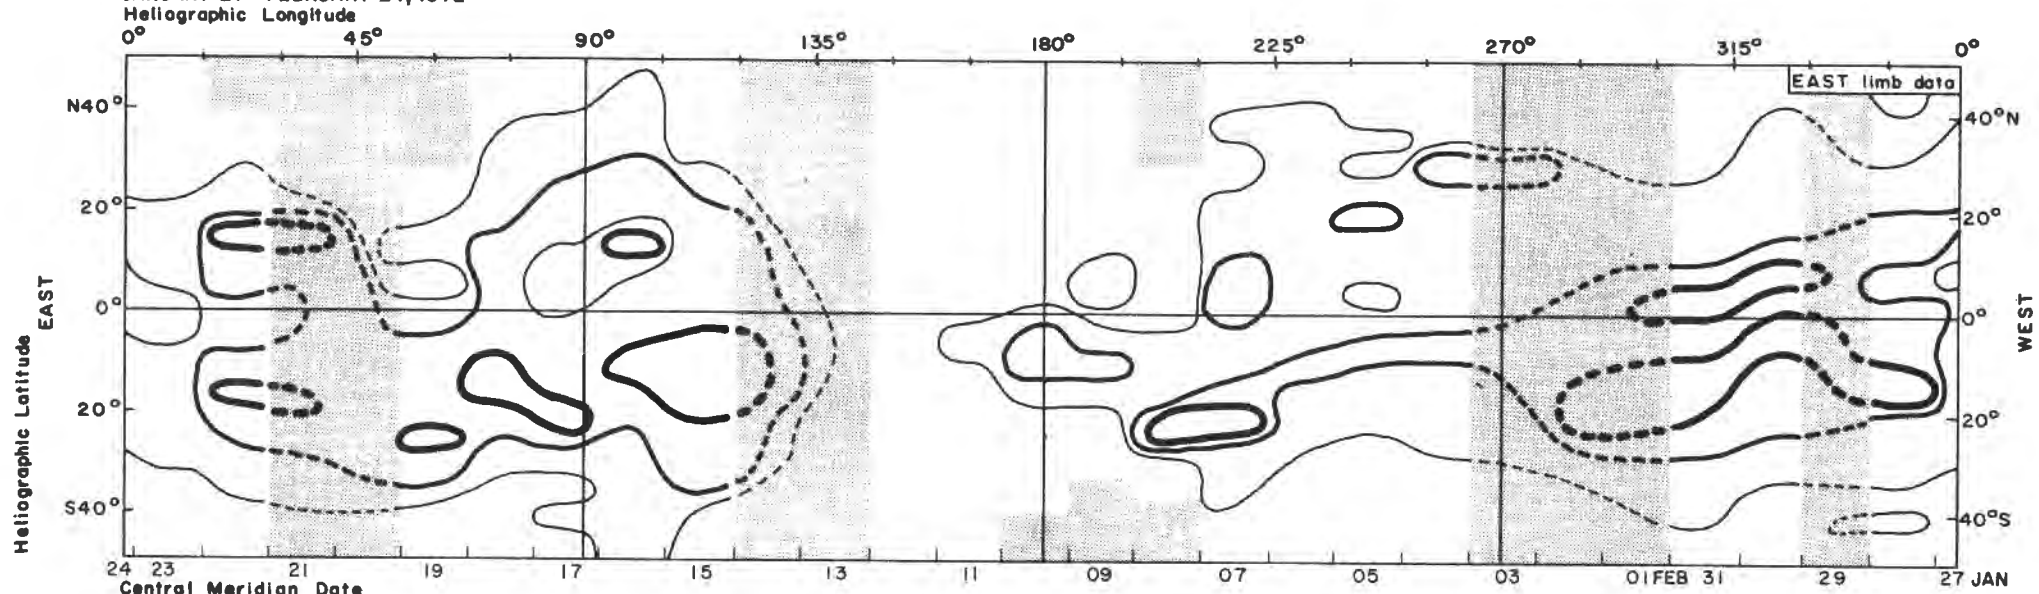 Heliographic Longitude
0° 45° 90° 135° 180° 225° 270° 315° 0°
EAST limb data
N40° 40°N
20° 20°
0° 0°
20° 20°
S40° 40°S
Heliographic Latitude
EAST
WEST
24 23 21 19 17 15 13 11 09 07 05 03 01 FEB 31 29 27 JAN
Central Meridian Date